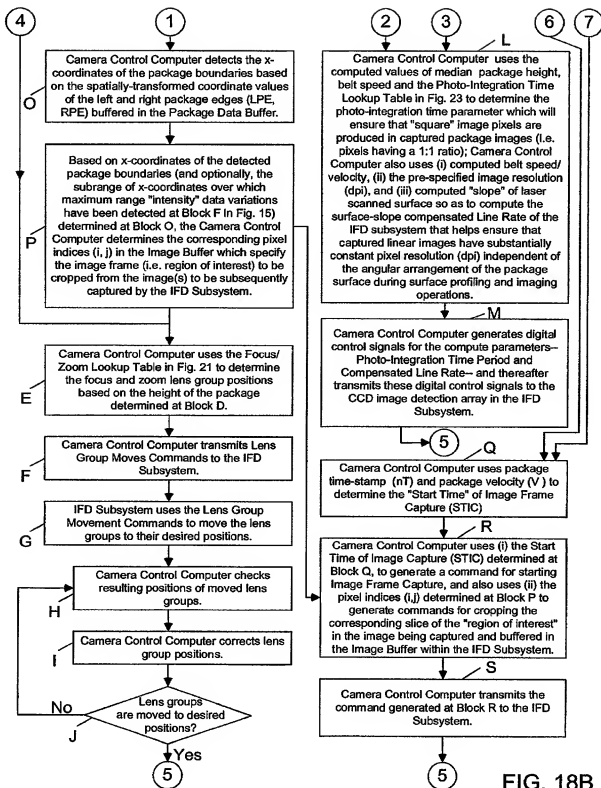 4
1
Camera Control Computer detects the x-
coordinates of the package boundaries based
on the spatially-transformed coordinate values
of the left and right package edges (LPE,
RPE) buffered in the Package Data Buffer.
O
Based on x-coordinates of the detected
package boundaries (and optionally, the
subrange of x-coordinates over which
maximum range "intensity" data variations
have been detected at Block F In Fig. 15)
determined at Block O, the Camera Control
Computer determines the corresponding pixel
indices (i, j) in the Image Buffer which specify
the image frame (i.e. region of interest) to be
cropped from the image(s) to be subsequently
captured by the IFD Subsystem.
P
Camera Control Computer uses the Focus/
Zoom Lookup Table in Fig. 21 to determine
the focus and zoom lens group positions
based on the height of the package
determined at Block D.
E
Camera Control Computer transmits Lens
Group Moves Commands to the IFD
Subsystem.
F
IFD Subsystem uses the Lens Group
Movement Commands to move the lens
groups to their desired positions.
G
Camera Control Computer checks
resulting positions of moved lens
groups.
H
Camera Control Computer corrects lens
group positions.
I
Lens groups
are moved to desired
positions?
No
J
Yes
5
2
3
6
7
L
Camera Control Computer uses the
computed values of median package height,
belt speed and the Photo-Integration Time
Lookup Table in Fig. 23 to determine the
photo-integration time parameter which will
ensure that "square" image pixels are
produced in captured package images (i.e.
pixels having a 1:1 ratio); Camera Control
Computer also uses (i) computed belt speed/
velocity, (ii) the pre-specified image resolution
(dpi), and (iii) computed "slope" of laser
scanned surface so as to compute the
surface-slope compensated Line Rate of the
IFD subsystem that helps ensure that
captured linear images have substantially
constant pixel resolution (dpi) independent of
the angular arrangement of the package
surface during surface profiling and imaging
operations.
M
Camera Control Computer generates digital
control signals for the compute parameters--
Photo-Integration Time Period and
Compensated Line Rate-- and thereafter
transmits these digital control signals to the
CCD image detection array in the IFD
Subsystem.
5
Q
Camera Control Computer uses package
time-stamp (nT) and package velocity (V ) to
determine the "Start Time" of Image Frame
Capture (STIC)
R
Camera Control Computer uses (i) the Start
Time of Image Capture (STIC) determined at
Block Q, to generate a command for starting
Image Frame Capture, and also uses (ii) the
pixel indices (i,j) determined at Block P to
generate commands for cropping the
corresponding slice of the "region of interest"
in the image being captured and buffered in
the Image Buffer within the IFD Subsystem.
S
Camera Control Computer transmits the
command generated at Block R to the IFD
Subsystem.
5
FIG. 18B